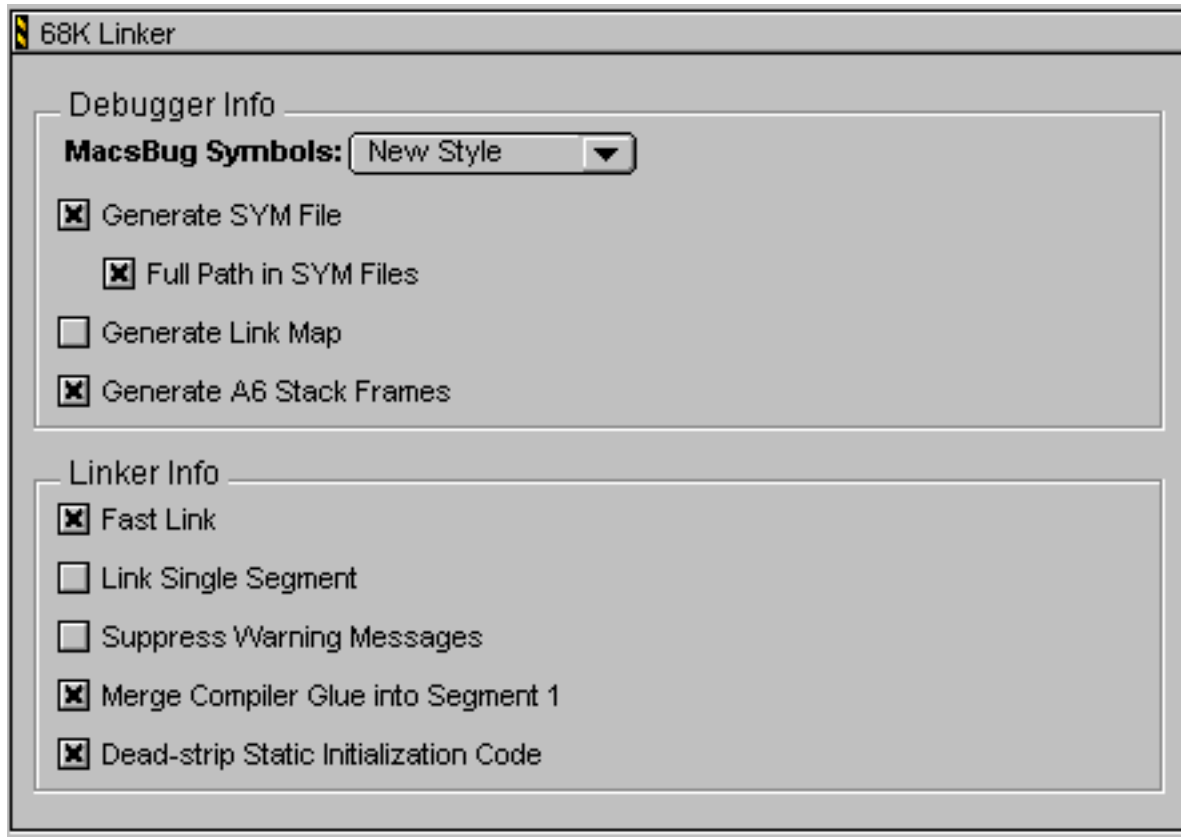 68K Linker
Debugger Info
MacsBug Symbols: New Style
Generate SYM File
Full Path in SYM Files
Generate Link Map
Generate A6 Stack Frames
Linker Info
Fast Link
Link Single Segment
Suppress Warning Messages
Merge Compiler Glue into Segment 1
Dead-strip Static Initialization Code